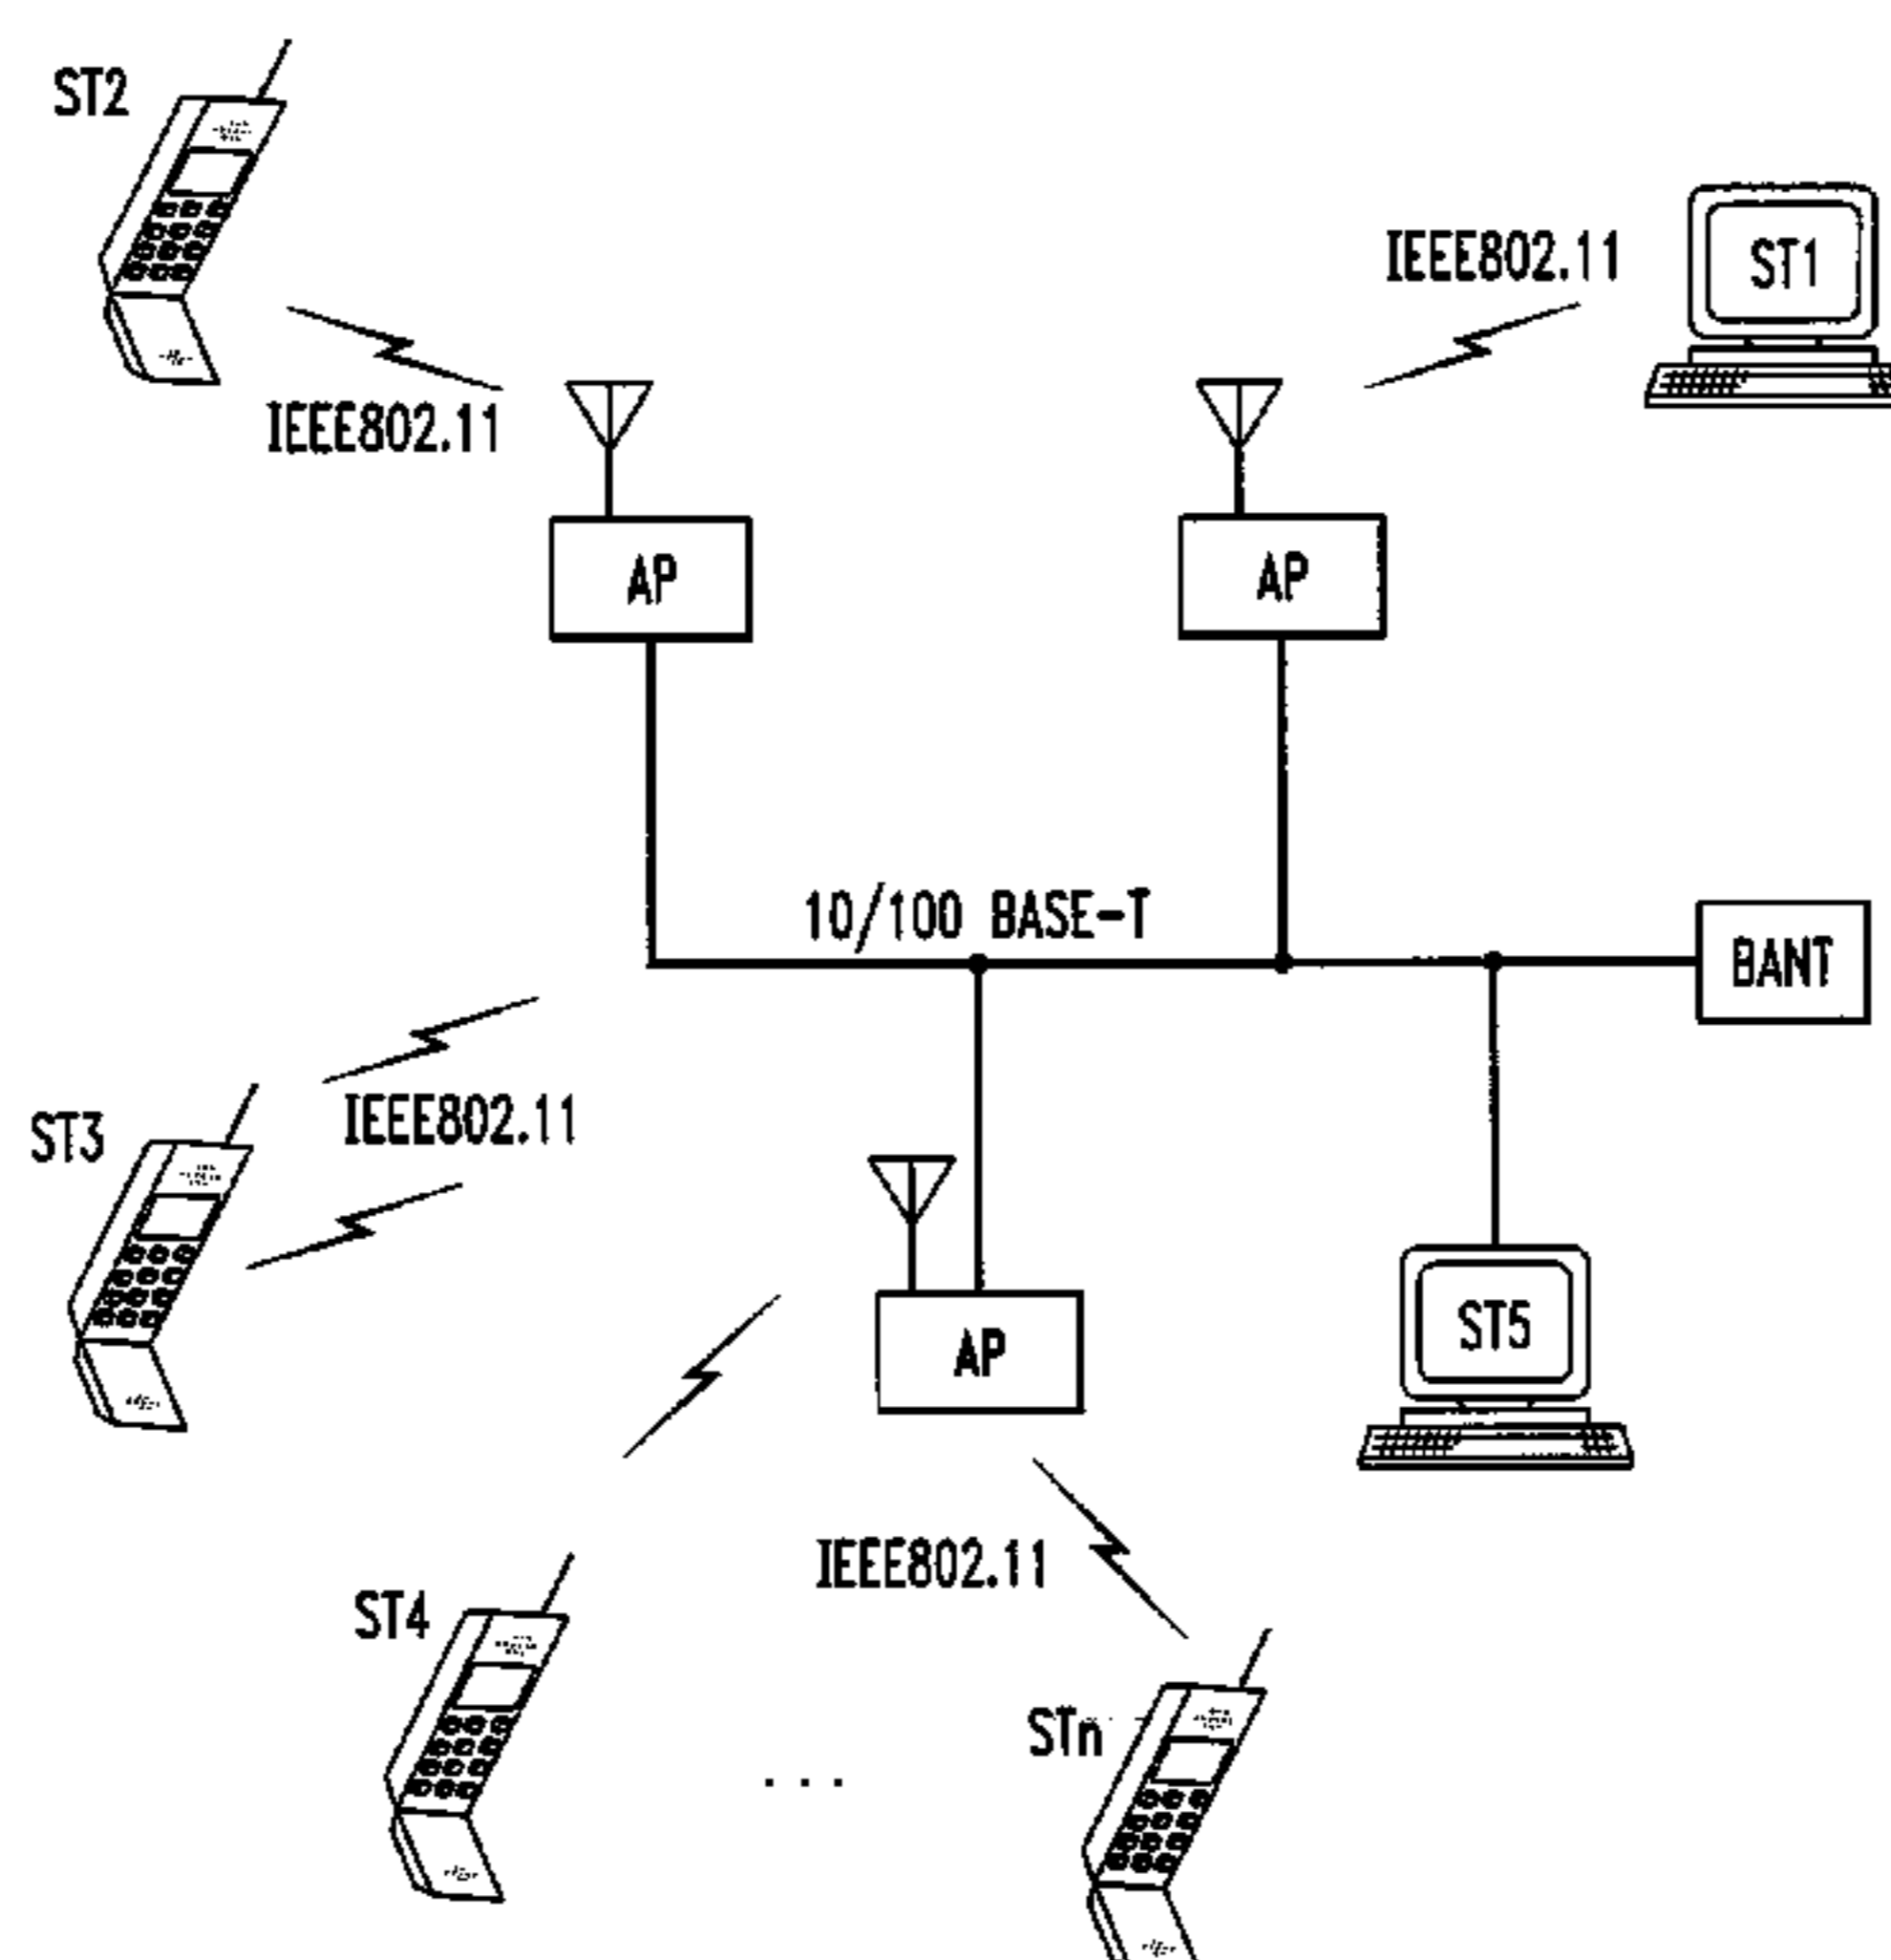 ST2
IEEE802.11
ST1
IEEE802.11
AP
AP
10/100 BASE-T
BANT
ST3
IEEE802.11
AP
ST5
IEEE802.11
ST4
STn
...